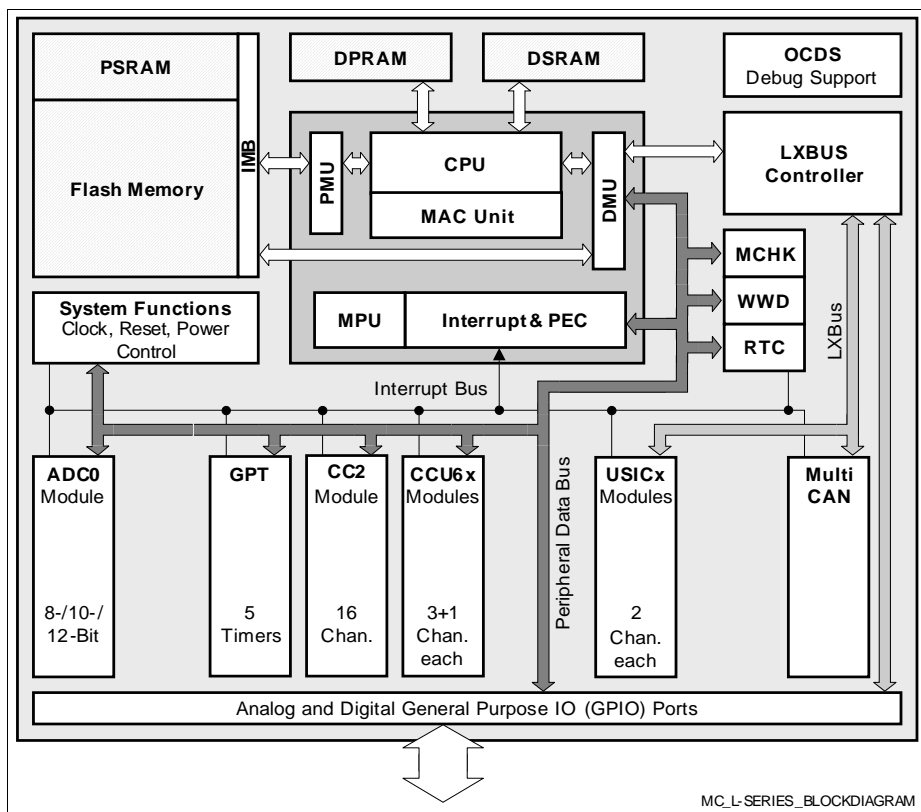 PSRAM
Flash Memory
IMB
DPRAM
DSRAM
OCDS
Debug Support
PMU
CPU
MAC Unit
DMU
LXBUS
Controller
MCHK
WWD
RTC
LXBus
System Functions
Clock, Reset, Power
Control
MPU
Interrupt & PEC
Interrupt Bus
ADC0
Module
8-/10-/
12-Bit
GPT
5
Timers
CC2
Module
16
Chan.
CCU6x
Modules
3+1
Chan.
each
Peripheral Data Bus
USICx
Modules
2
Chan.
each
Multi
CAN
Analog and Digital General Purpose IO (GPIO) Ports
MC_L-SERIES_BLOCKDIAGRAM